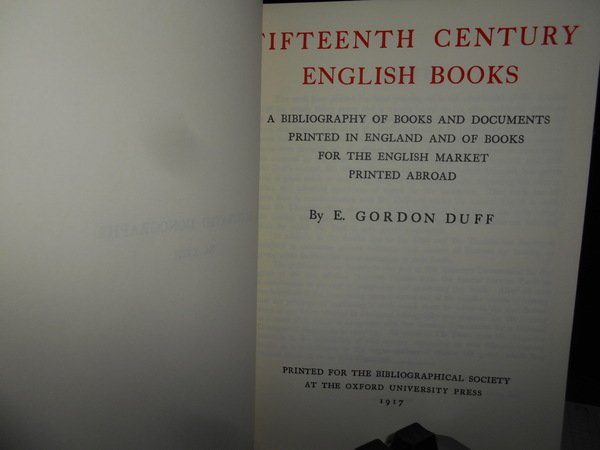 FIFTEENTH CENTURY
ENGLISH BOOKS
A BIBLIOGRAPHY OF BOOKS AND DOCUMENTS
PRINTED IN ENGLAND AND OF BOOKS
FOR THE ENGLISH MARKET
PRINTED ABROAD
By E. GORDON DUFF
PRINTED FOR THE BIBLIOGRAPHICAL SOCIETY
AT THE OXFORD UNIVERSITY PRESS
1917